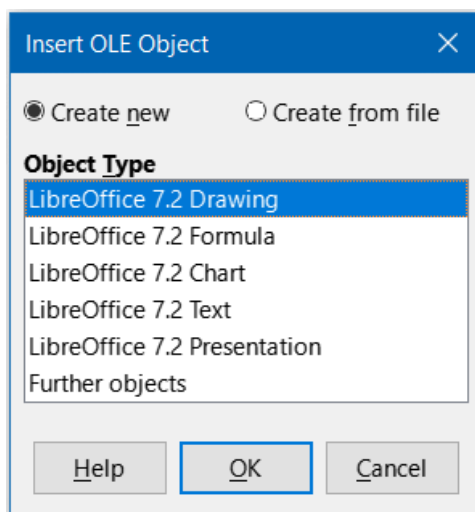 Insert OLE Object
Create new Create from file
Object Type
LibreOffice 7.2 Drawing
LibreOffice 7.2 Formula
LibreOffice 7.2 Chart
LibreOffice 7.2 Text
LibreOffice 7.2 Presentation
Further objects
Help OK Cancel